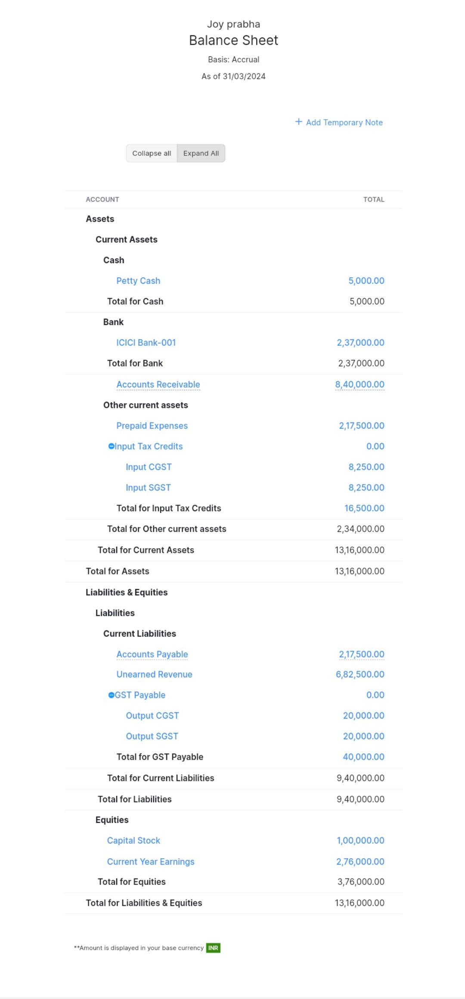 Joy prabha
Balance Sheet
Basis: Accrual
As of 31/03/2024
+ Add Temporary Note
Collapse all Expand All
ACCOUNT TOTAL
Assets
Current Assets
Cash
Petty Cash 5,000.00
Total for Cash 5,000.00
Bank
ICICI Bank-001 2,37,000.00
Total for Bank 2,37,000.00
Accounts Receivable 8,40,000.00
Other current assets
Prepaid Expenses 2,17,500.00
Input Tax Credits 0.00
Input CGST 8,250.00
Input SGST 8,250.00
Total for Input Tax Credits 16,500.00
Total for Other current assets 2,34,000.00
Total for Current Assets 13,16,000.00
Total for Assets 13,16,000.00
Liabilities & Equities
Liabilities
Current Liabilities
Accounts Payable 2,17,500.00
Unearned Revenue 6,82,500.00
GST Payable 0.00
Output CGST 20,000.00
Output SGST 20,000.00
Total for GST Payable 40,000.00
Total for Current Liabilities 9,40,000.00
Total for Liabilities 9,40,000.00
Equities
Capital Stock 1,00,000.00
Current Year Earnings 2,76,000.00
Total for Equities 3,76,000.00
Total for Liabilities & Equities 13,16,000.00
**Amount is displayed in your base currency INR